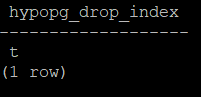 hypopg_drop_index
-------------------
t
(1 row)